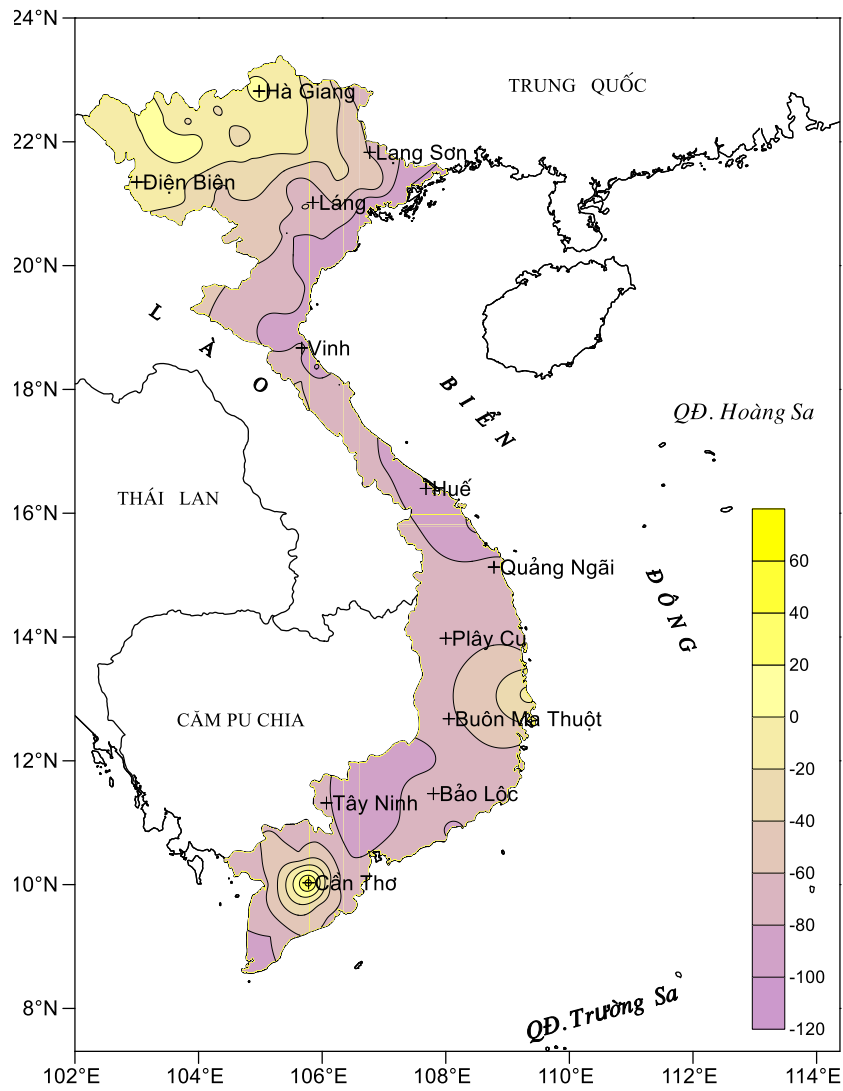 24°N
22°N
20°N
18°N
16°N
14°N
12°N
10°N
8°N
102°E 104°E 106°E 108°E 110°E 112°E 114°E
TRUNG QUỐC
Hà Giang
Lạng Sơn
Điện Biên
Láng
LÀO
Vinh
BIỂN
QĐ. Hoàng Sa
THÁI LAN
Huế
Quảng Ngãi
ĐÔNG
Plây Cu
CĂM PU CHIA
Buôn Ma Thuột
Bảo Lộc
Tây Ninh
Cần Thơ
QĐ. Trường Sa
60
40
20
0
-20
-40
-60
-80
-100
-120